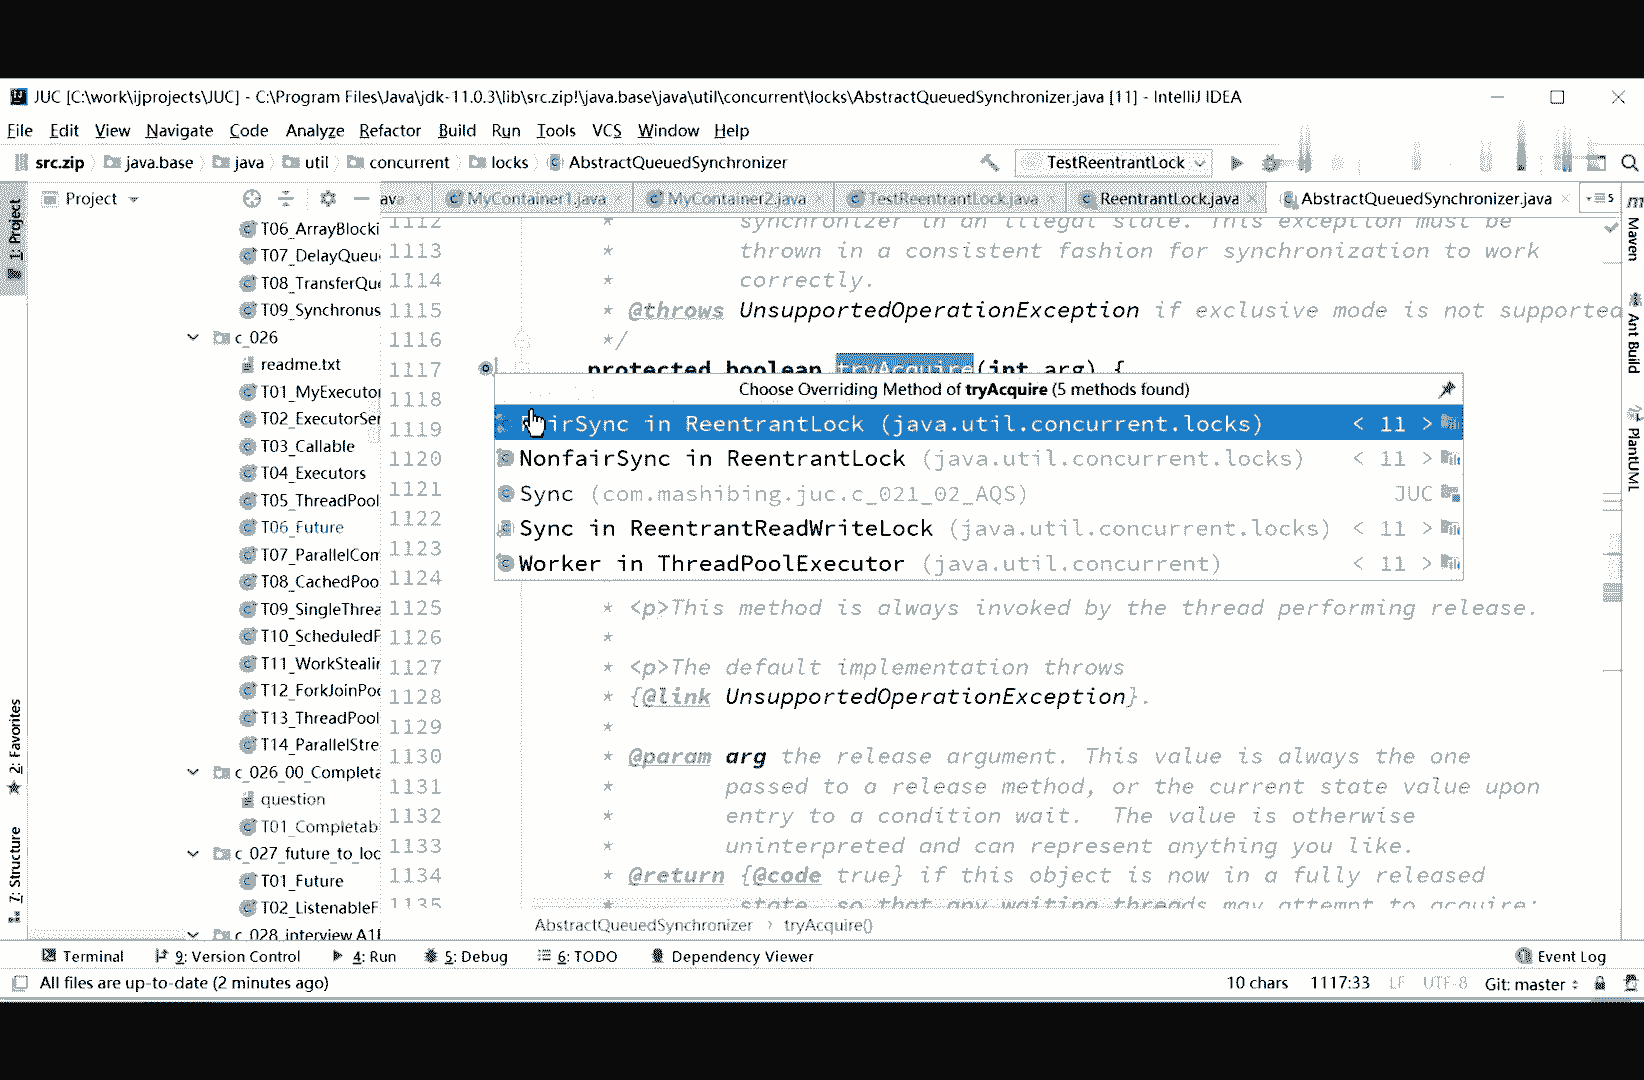 JUC [C:\work\ijprojects\JUC] - C:\Program Files\Java\jdk-11.0.3\lib\src.zip!\java.base\java\util\concurrent\locks\AbstractQueuedSynchronizer.java [11] - IntelliJ IDEA
File Edit View Navigate Code Analyze Refactor Build Run Tools VCS Window Help
src.zip java.base java util concurrent locks AbstractQueuedSynchronizer TestReentrantLock
Project ava MyContainer1.java MyContainer2.java TestReentrantLock.java ReentrantLock.java AbstractQueuedSynchronizer.java 5
1: Project
2: Favorites
7: Structure
T06_ArrayBlocki
T07_DelayQueu
T08_TransferQue
T09_Synchronus
c_026
readme.txt
T01_MyExecutor
T02_ExecutorSer
T03_Callable
T04_Executors
T05_ThreadPool
T06_Future
T07_ParallelCom
T08_CachedPoo
T09_SingleThrea
T10_ScheduledP
T11_WorkStealin
T12_ForkJoinPoo
T13_ThreadPool
T14_ParallelStre
c_026_00_Completa
question
T01_Completab
c_027_future_to_loc
T01_Future
T02_ListenableF
c_028_interview A1B
1112 * synchronizer in an illegal state. This exception must be
1113 * thrown in a consistent fashion for synchronization to work
1114 * correctly.
1115 * @throws UnsupportedOperationException if exclusive mode is not supported
1116 */
1117 protected boolean tryAcquire(int arg) {
1118
1119
1120
1121
1122
1123
1124
Choose Overriding Method of tryAcquire (5 methods found)
irSync in ReentrantLock (java.util.concurrent.locks) < 11 >
NonfairSync in ReentrantLock (java.util.concurrent.locks) < 11 >
Sync (com.mashibing.juc.c_021_02_AQS) JUC
Sync in ReentrantReadWriteLock (java.util.concurrent.locks) < 11 >
Worker in ThreadPoolExecutor (java.util.concurrent) < 11 >
1125 * <p>This method is always invoked by the thread performing release.
1126 *
1127 * <p>The default implementation throws
1128 * {@link UnsupportedOperationException}.
1129 *
1130 * @param arg the release argument. This value is always the one
1131 * passed to a release method, or the current state value upon
1132 * entry to a condition wait.  The value is otherwise
1133 * uninterpreted and can represent anything you like.
1134 * @return {@code true} if this object is now in a fully released
1135 * state, so that any waiting threads may attempt to acquire;
AbstractQueuedSynchronizer › tryAcquire()
Maven
Ant Build
PlantUML
Terminal 9: Version Control 4: Run 5: Debug 6: TODO Dependency Viewer Event Log
All files are up-to-date (2 minutes ago) 10 chars 1117:33 LF UTF-8 Git: master